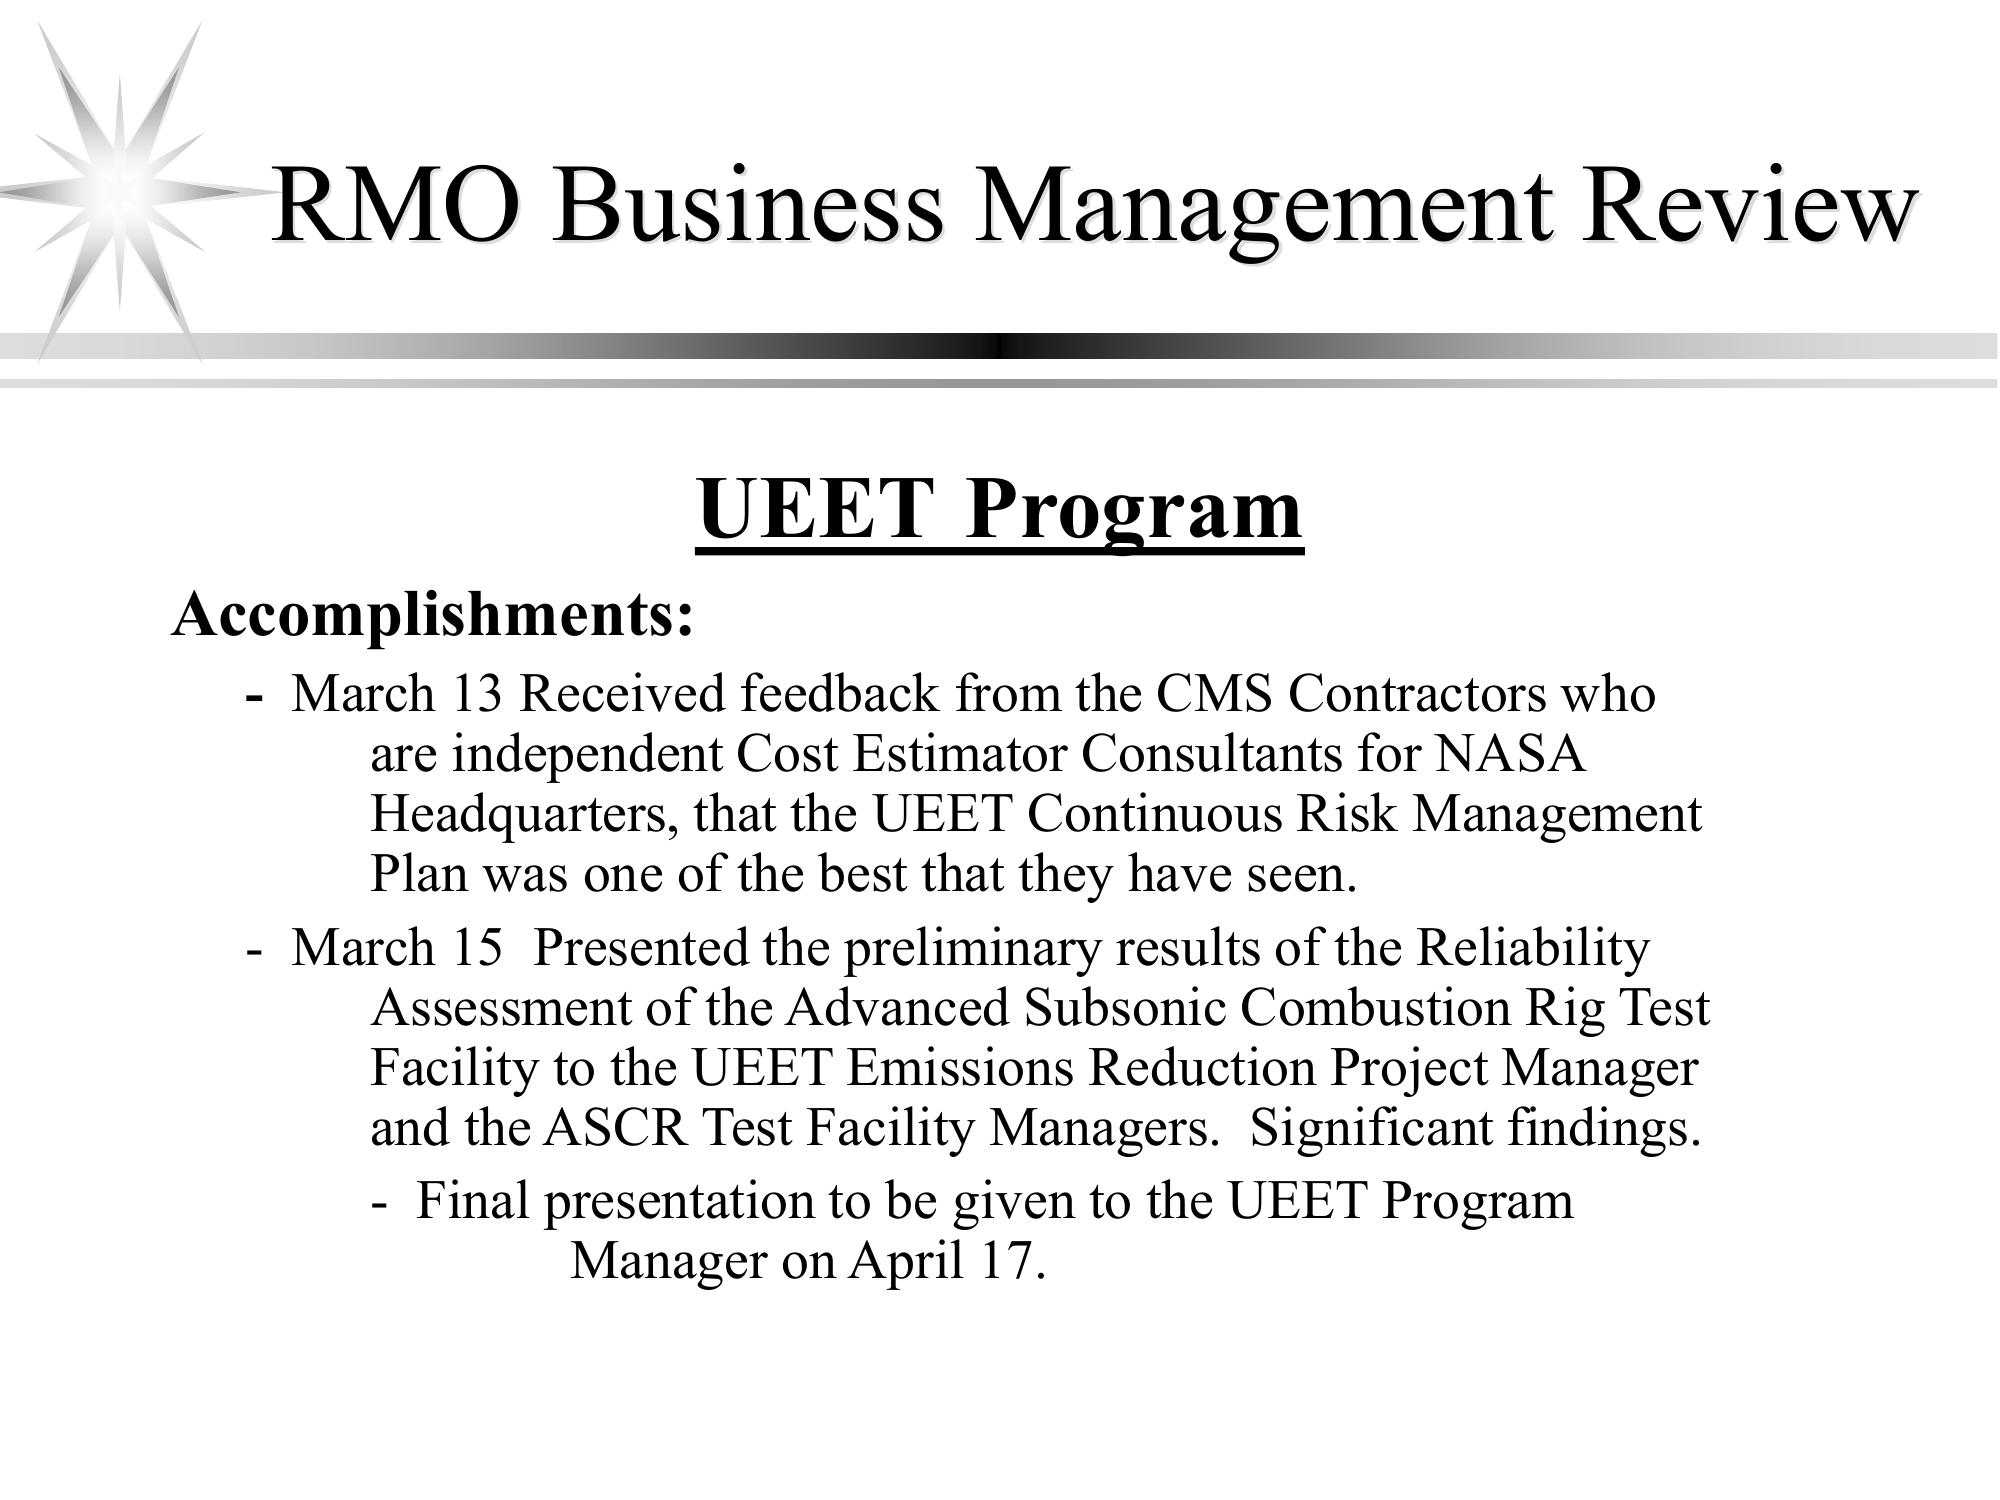 RMO Business Management Review
UEET Program
Accomplishments:
- March 13 Received feedback from the CMS Contractors who
are independent Cost Estimator Consultants for NASA
Headquarters, that the UEET Continuous Risk Management
Plan was one of the best that they have seen.
- March 15  Presented the preliminary results of the Reliability
Assessment of the Advanced Subsonic Combustion Rig Test
Facility to the UEET Emissions Reduction Project Manager
and the ASCR Test Facility Managers.  Significant findings.
- Final presentation to be given to the UEET Program
Manager on April 17.